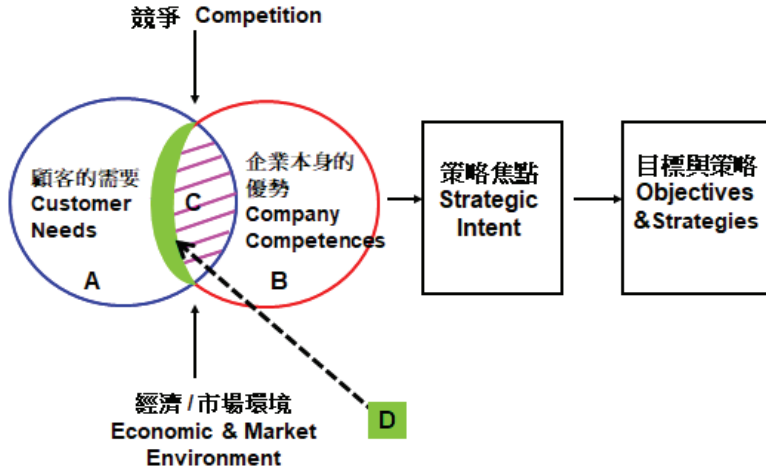 競爭 Competition
顧客的需要
Customer
Needs
A
C
企業本身的
優勢
Company
Competences
B
策略焦點
Strategic
Intent
目標與策略
Objectives
&Strategies
D
經濟 / 市場環境
Economic & Market
Environment